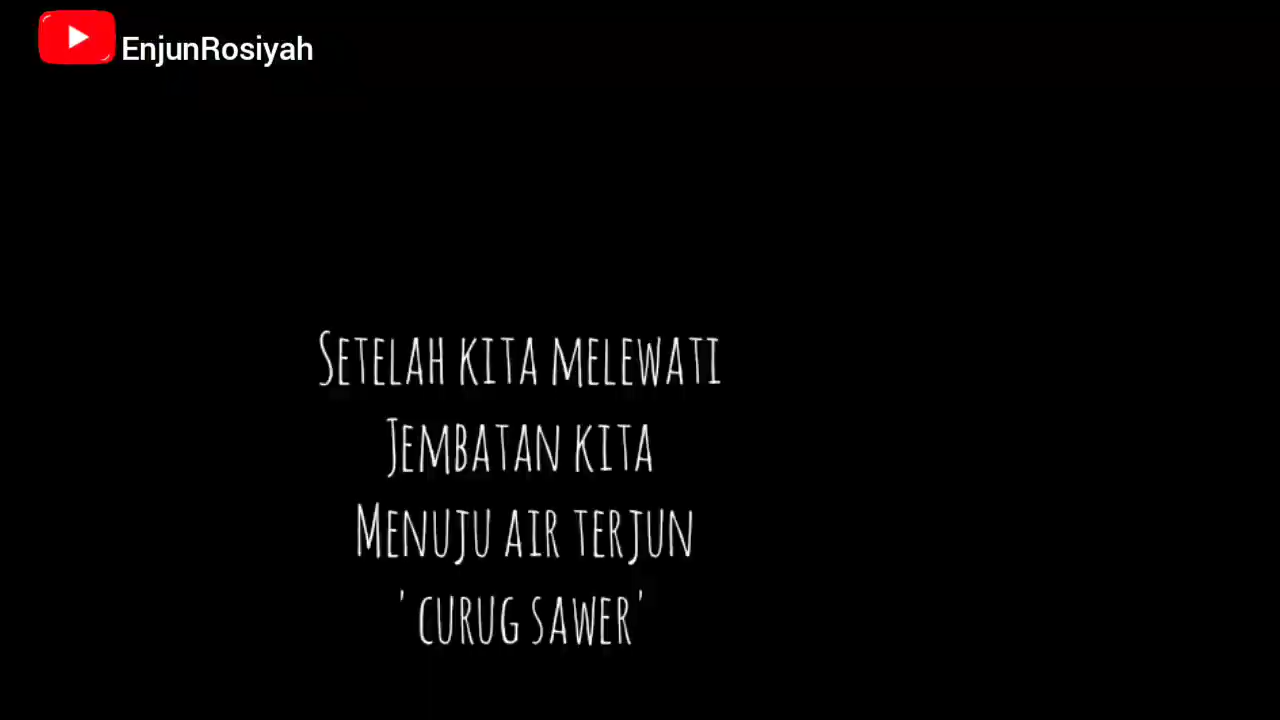 EnjunRosiyah
Setelah kita melewati
Jembatan kita
Menuju air terjun
'curug sawer'